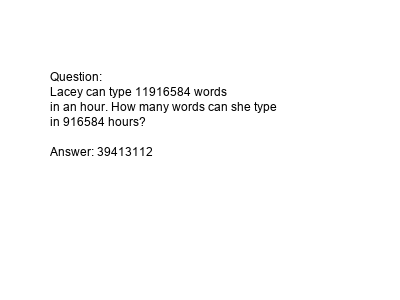 Question:
Lacey can type 11916584 words
in an hour. How many words can she type
in 916584 hours?
Answer: 39413112